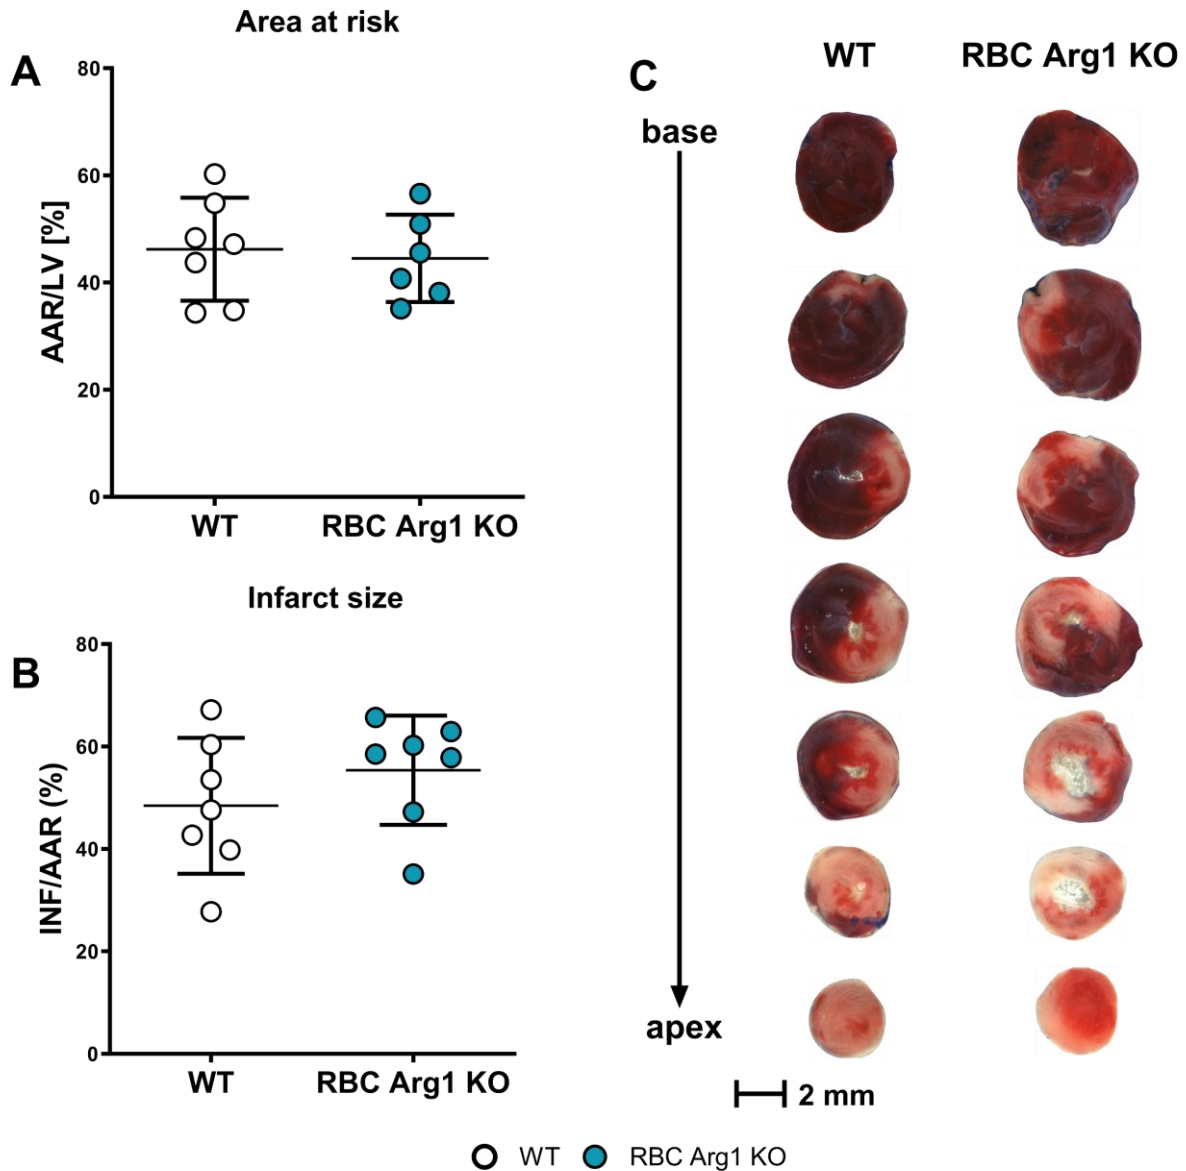 Area at risk
A
80
60
40
20
0
AAR/LV [%]
WT
RBC Arg1 KO
Infarct size
B
80
60
40
20
0
INF/AAR (%)
WT
RBC Arg1 KO
C
WT
RBC Arg1 KO
base
apex
2 mm
WT
RBC Arg1 KO